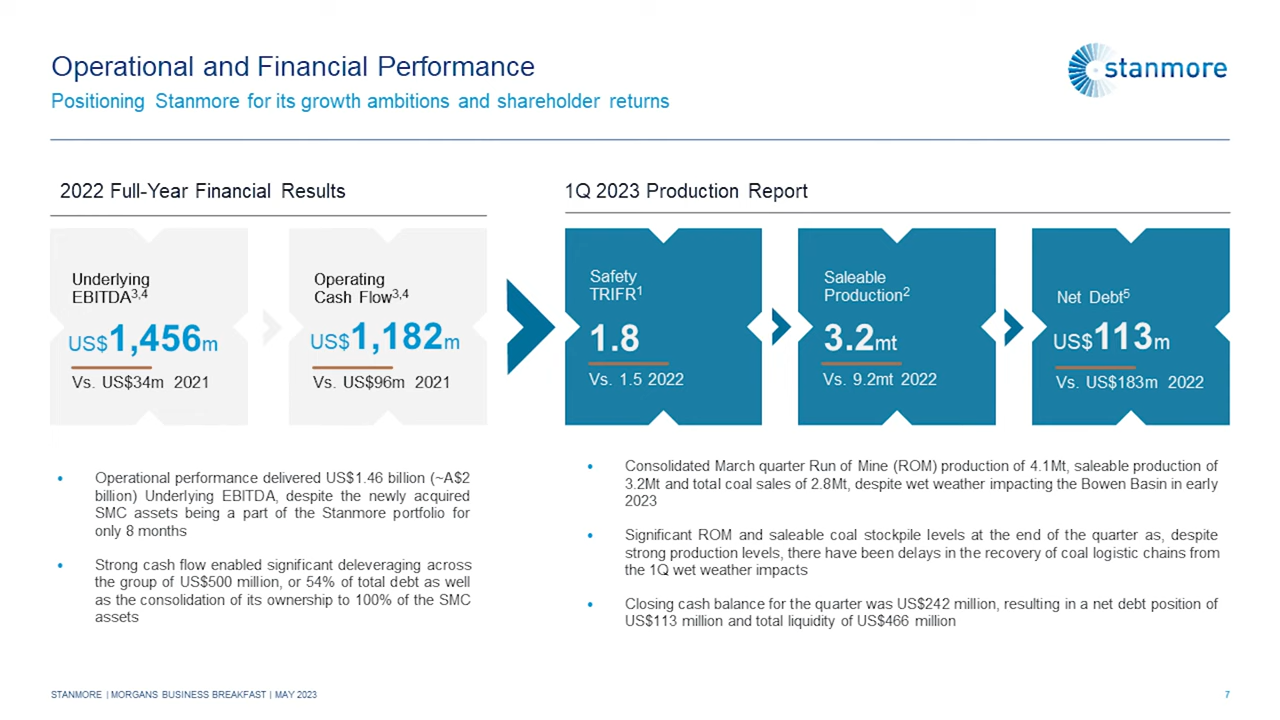 Operational and Financial Performance
Positioning Stanmore for its growth ambitions and shareholder returns
stanmore
2022 Full-Year Financial Results
Underlying
EBITDA3,4
US$1,456m
Vs. US$34m 2021
Operating
Cash Flow3,4
US$1,182m
Vs. US$96m 2021
• Operational performance delivered US$1.46 billion (~A$2
billion) Underlying EBITDA, despite the newly acquired
SMC assets being a part of the Stanmore portfolio for
only 8 months
• Strong cash flow enabled significant deleveraging across
the group of US$500 million, or 54% of total debt as well
as the consolidation of its ownership to 100% of the SMC
assets
1Q 2023 Production Report
Safety
TRIFR1
1.8
Vs. 1.5 2022
Saleable
Production2
3.2mt
Vs. 9.2mt 2022
Net Debt5
US$113m
Vs. US$183m 2022
• Consolidated March quarter Run of Mine (ROM) production of 4.1Mt, saleable production of
3.2Mt and total coal sales of 2.8Mt, despite wet weather impacting the Bowen Basin in early
2023
• Significant ROM and saleable coal stockpile levels at the end of the quarter as, despite
strong production levels, there have been delays in the recovery of coal logistic chains from
the 1Q wet weather impacts
• Closing cash balance for the quarter was US$242 million, resulting in a net debt position of
US$113 million and total liquidity of US$466 million
STANMORE | MORGANS BUSINESS BREAKFAST | MAY 2023
7